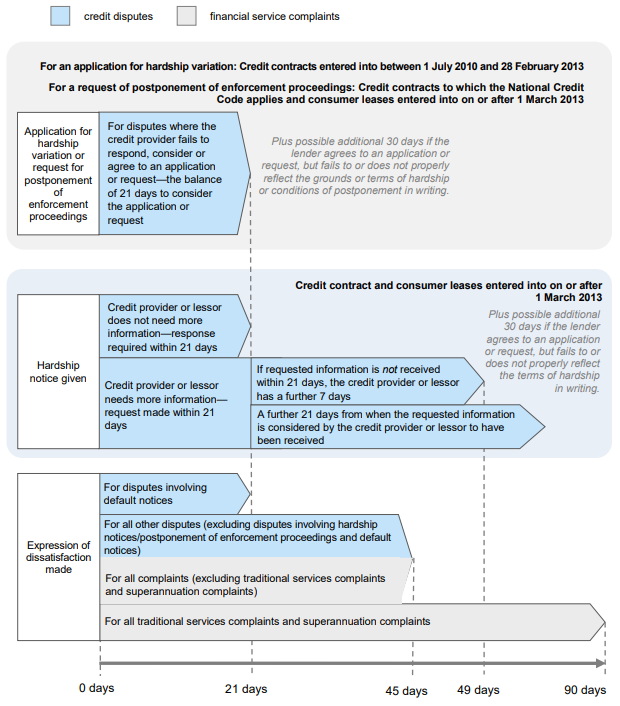 credit disputes
financial service complaints
For an application for hardship variation: Credit contracts entered into between 1 July 2010 and 28 February 2013
For a request of postponement of enforcement proceedings: Credit contracts to which the National Credit
Code applies and consumer leases entered into on or after 1 March 2013
Application for
hardship
variation or
request for
postponement
of
enforcement
proceedings
For disputes where the
credit provider fails to
respond, consider or
agree to an application
or request—the balance
of 21 days to consider
the application or
request
Plus possible additional 30 days if the
lender agrees to an application or
request, but fails to or does not properly
reflect the grounds or terms of hardship
or conditions of postponement in writing.
Credit contract and consumer leases entered into on or after
1 March 2013
Hardship
notice given
Credit provider or lessor
does not need more
information—response
required within 21 days
Credit provider or lessor
needs more information—
request made within 21
days
If requested information is not received
within 21 days, the credit provider or lessor
has a further 7 days
A further 21 days from when the requested information
is considered by the credit provider or lessor to have
been received
Plus possible additional
30 days if the lender
agrees to an application
or request, but fails to or
does not properly reflect
the terms of hardship
in writing.
Expression of
dissatisfaction
made
For disputes involving
default notices
For all other disputes (excluding disputes involving hardship
notices/postponement of enforcement proceedings and default
notices)
For all complaints (excluding traditional services complaints
and superannuation complaints)
For all traditional services complaints and superannuation complaints
0 days
21 days
45 days
49 days
90 days